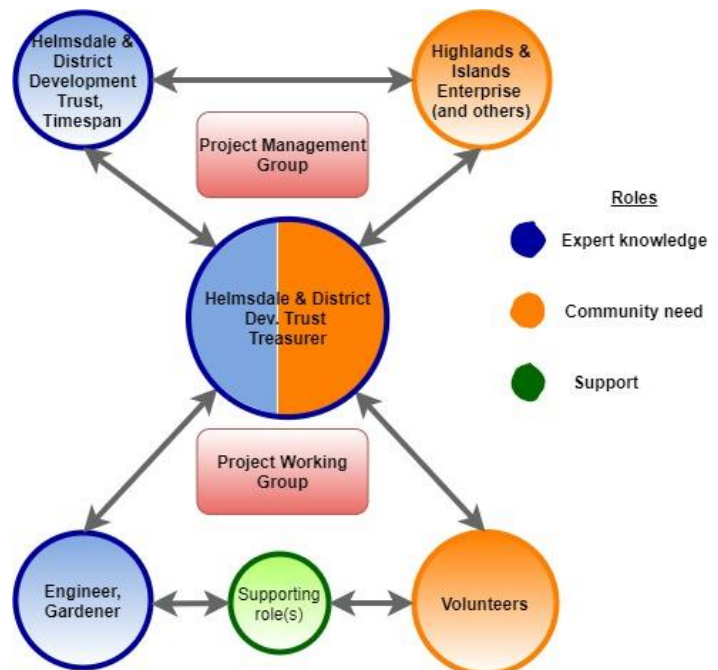 Helmsdale &
District
Development
Trust,
Timespan
Highlands &
Islands
Enterprise
(and others)
Project Management
Group
Roles
Expert knowledge
Community need
Support
Helmsdale & District
Dev. Trust
Treasurer
Project Working
Group
Engineer,
Gardener
Supporting
role(s)
Volunteers